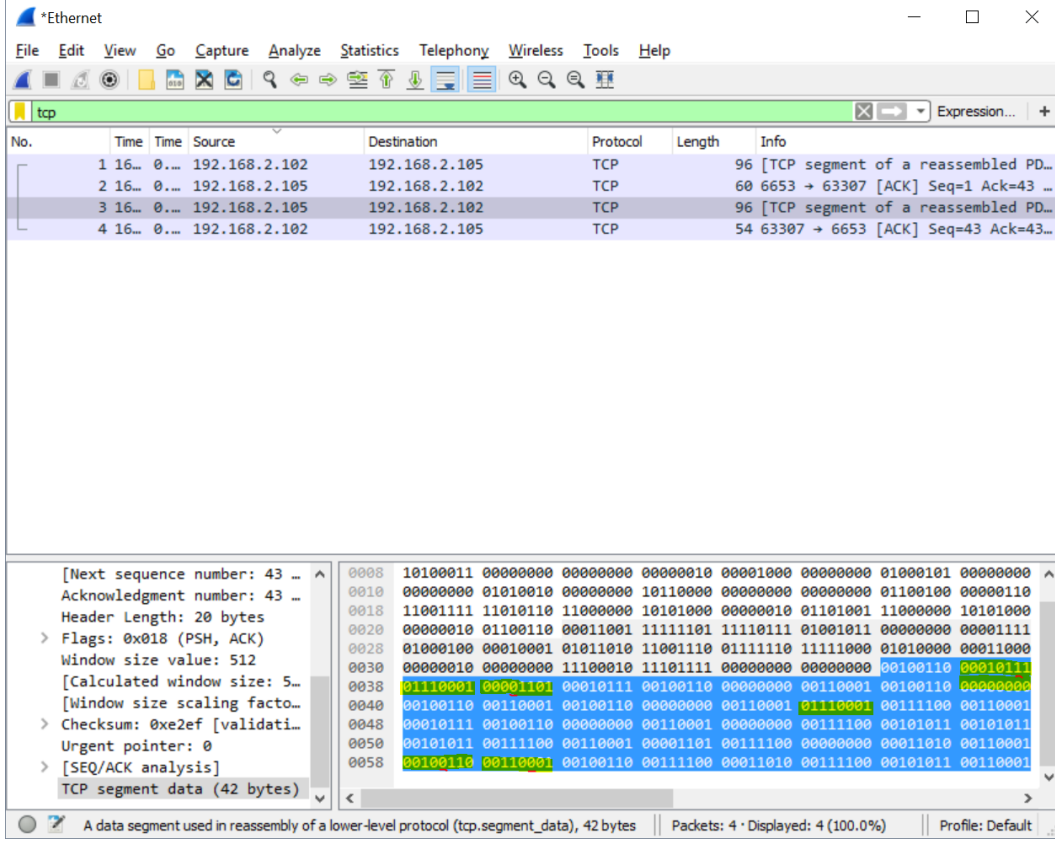 *Ethernet
File Edit View Go Capture Analyze Statistics Telephony Wireless Tools Help
tcp Expression… +
No. Time Time Source Destination Protocol Length Info
1 16… 0.… 192.168.2.102 192.168.2.105 TCP 96 [TCP segment of a reassembled PD…
2 16… 0.… 192.168.2.105 192.168.2.102 TCP 60 6653 → 63307 [ACK] Seq=1 Ack=43 …
3 16… 0.… 192.168.2.105 192.168.2.102 TCP 96 [TCP segment of a reassembled PD…
4 16… 0.… 192.168.2.102 192.168.2.105 TCP 54 63307 → 6653 [ACK] Seq=43 Ack=43…
[Next sequence number: 43 …
Acknowledgment number: 43 …
Header Length: 20 bytes
> Flags: 0x018 (PSH, ACK)
Window size value: 512
[Calculated window size: 5…
[Window size scaling facto…
> Checksum: 0xe2ef [validati…
Urgent pointer: 0
> [SEQ/ACK analysis]
TCP segment data (42 bytes)
0008 10100011 00000000 00000000 00000010 00001000 00000000 01000101 00000000
0010 00000000 01010010 00000000 10110000 00000000 00000000 01100100 00000110
0018 11001111 11010110 11000000 10101000 00000010 01101001 11000000 10101000
0020 00000010 01100110 00011001 11111101 11110111 01001011 00000000 00001111
0028 01000100 00010001 01011010 11001110 01111110 11111000 01010000 00011000
0030 00000010 00000000 11100010 11101111 00000000 00000000 00100110 00010111
0038 01110001 00001101 00010111 00100110 00000000 00110001 00100110 00000000
0040 00100110 00110001 00100110 00000000 00110001 01110001 00111100 00110001
0048 00010111 00100110 00000000 00110001 00000000 00111100 00101011 00101011
0050 00101011 00111100 00110001 00001101 00111100 00000000 00011010 00110001
0058 00100110 00110001 00100110 00111100 00011010 00111100 00101011 00110001
A data segment used in reassembly of a lower-level protocol (tcp.segment_data), 42 bytes Packets: 4 · Displayed: 4 (100.0%) Profile: Default